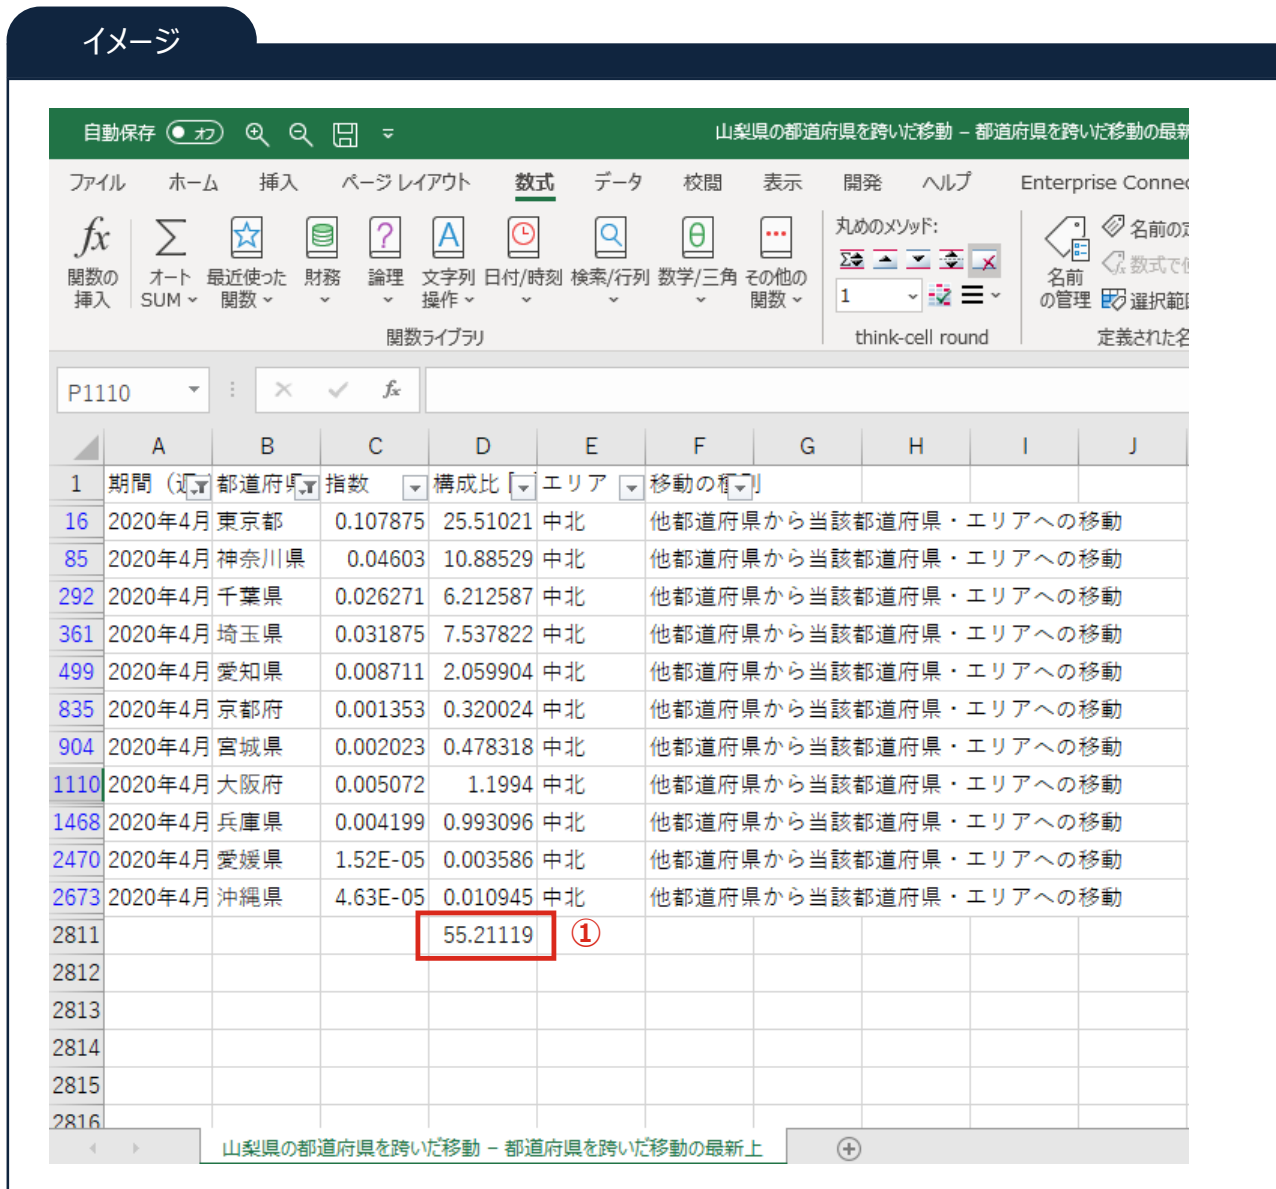 イメージ
自動保存 オフ 山梨県の都道府県を跨いだ移動 – 都道府県を跨いだ移動の最新
ファイル ホーム 挿入 ページ レイアウト 数式 データ 校閲 表示 開発 ヘルプ Enterprise Connec
fx 関数の挿入
Σ オート SUM
最近使った関数
財務
論理
文字列操作
日付/時刻
検索/行列
数学/三角
その他の関数
関数ライブラリ
丸めのメソッド:
1
think-cell round
名前の管理
名前の定
数式で使
選択範囲
定義された名
P1110 fx
A B C D E F G H I J
1 期間（近 都道府県 指数 構成比 [ エリア 移動の種別
16 2020年4月 東京都 0.107875 25.51021 中北 他都道府県から当該都道府県・エリアへの移動
85 2020年4月 神奈川県 0.04603 10.88529 中北 他都道府県から当該都道府県・エリアへの移動
292 2020年4月 千葉県 0.026271 6.212587 中北 他都道府県から当該都道府県・エリアへの移動
361 2020年4月 埼玉県 0.031875 7.537822 中北 他都道府県から当該都道府県・エリアへの移動
499 2020年4月 愛知県 0.008711 2.059904 中北 他都道府県から当該都道府県・エリアへの移動
835 2020年4月 京都府 0.001353 0.320024 中北 他都道府県から当該都道府県・エリアへの移動
904 2020年4月 宮城県 0.002023 0.478318 中北 他都道府県から当該都道府県・エリアへの移動
1110 2020年4月 大阪府 0.005072 1.1994 中北 他都道府県から当該都道府県・エリアへの移動
1468 2020年4月 兵庫県 0.004199 0.993096 中北 他都道府県から当該都道府県・エリアへの移動
2470 2020年4月 愛媛県 1.52E-05 0.003586 中北 他都道府県から当該都道府県・エリアへの移動
2673 2020年4月 沖縄県 4.63E-05 0.010945 中北 他都道府県から当該都道府県・エリアへの移動
2811 55.21119 ①
2812
2813
2814
2815
2816
山梨県の都道府県を跨いだ移動 – 都道府県を跨いだ移動の最新上